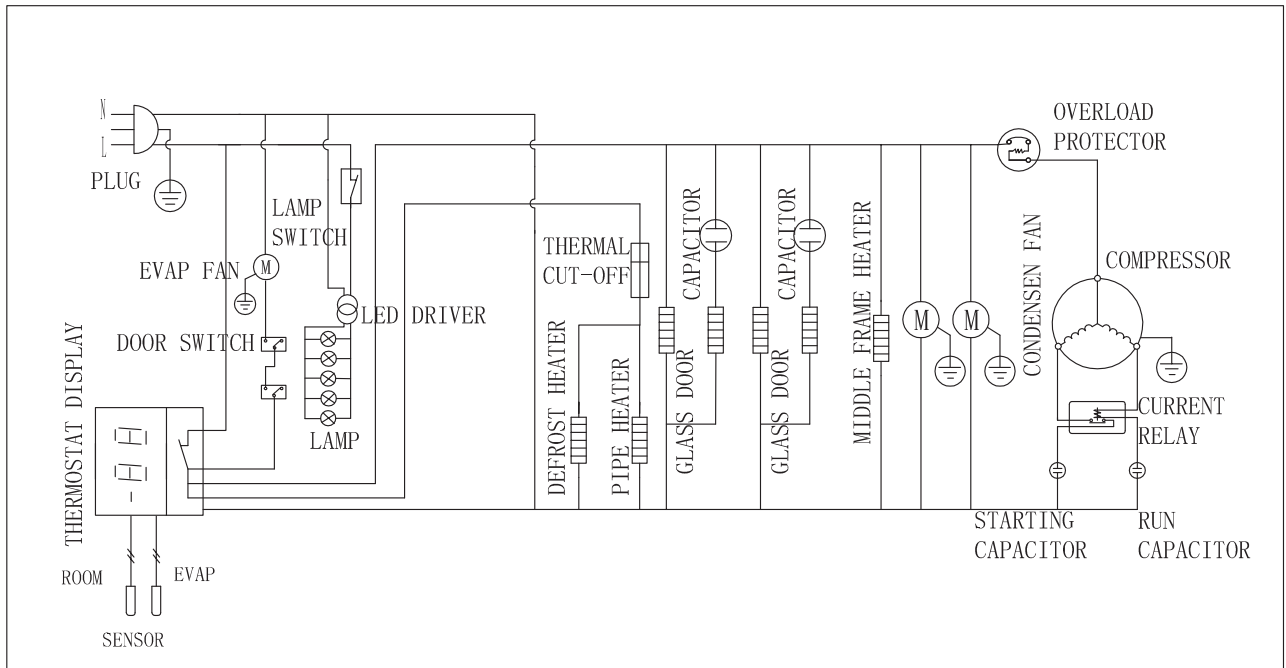 N
L
PLUG
LAMP
SWITCH
EVAP FAN
M
DOOR SWITCH
LED DRIVER
LAMP
THERMOSTAT DISPLAY
ROOM
EVAP
SENSOR
THERMAL
CUT-OFF
DEFROST HEATER
PIPE HEATER
CAPACITOR
GLASS DOOR
CAPACITOR
GLASS DOOR
MIDDLE FRAME HEATER
M
M
CONDENSEN FAN
OVERLOAD
PROTECTOR
COMPRESSOR
CURRENT
RELAY
STARTING
CAPACITOR
RUN
CAPACITOR